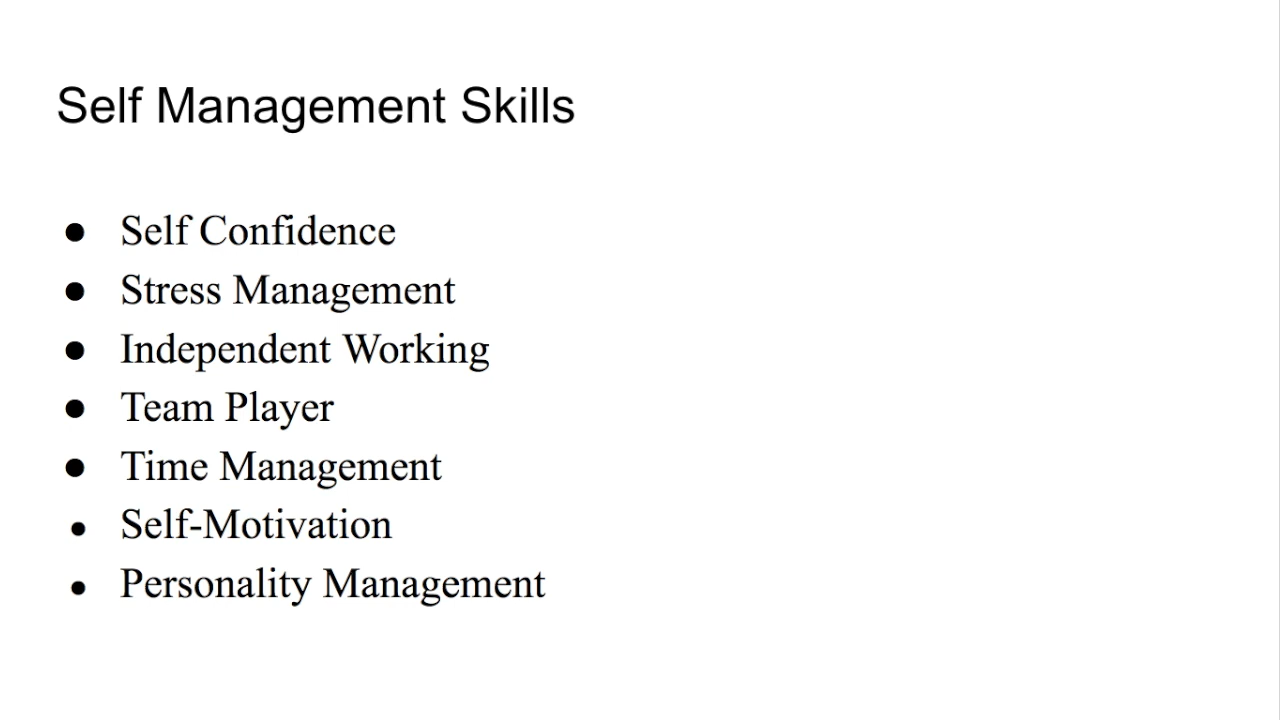 Self Management Skills
● Self Confidence
● Stress Management
● Independent Working
● Team Player
● Time Management
● Self-Motivation
● Personality Management